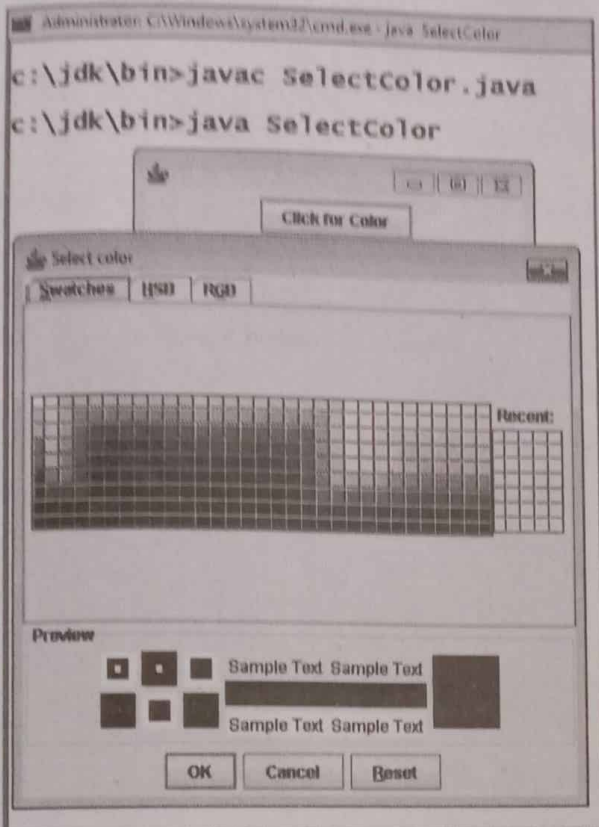 Administrator: C:\Windows\system32\cmd.exe - java SelectColor
c:\jdk\bin>javac SelectColor.java
c:\jdk\bin>java SelectColor
Click for Color
Select color
Swatches HSB RGB
Recent:
Preview
Sample Text Sample Text
Sample Text Sample Text
OK Cancel Reset